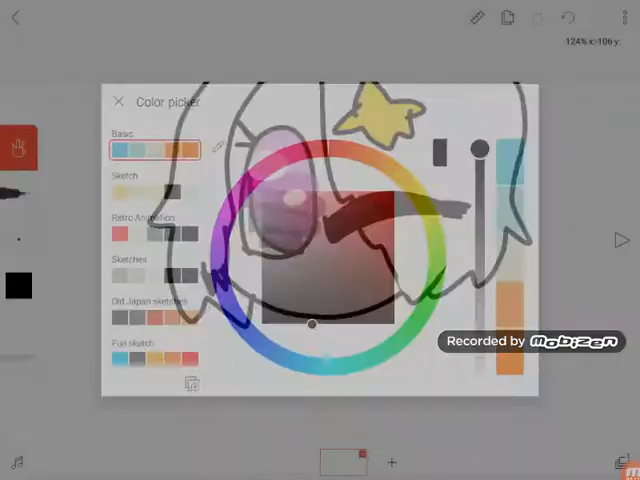 124% x:-106 y:
Color picker
Basic
Sketch
Retro Animation
Sketches
Old Japan sketches
Fun sketch
Recorded by mobizen